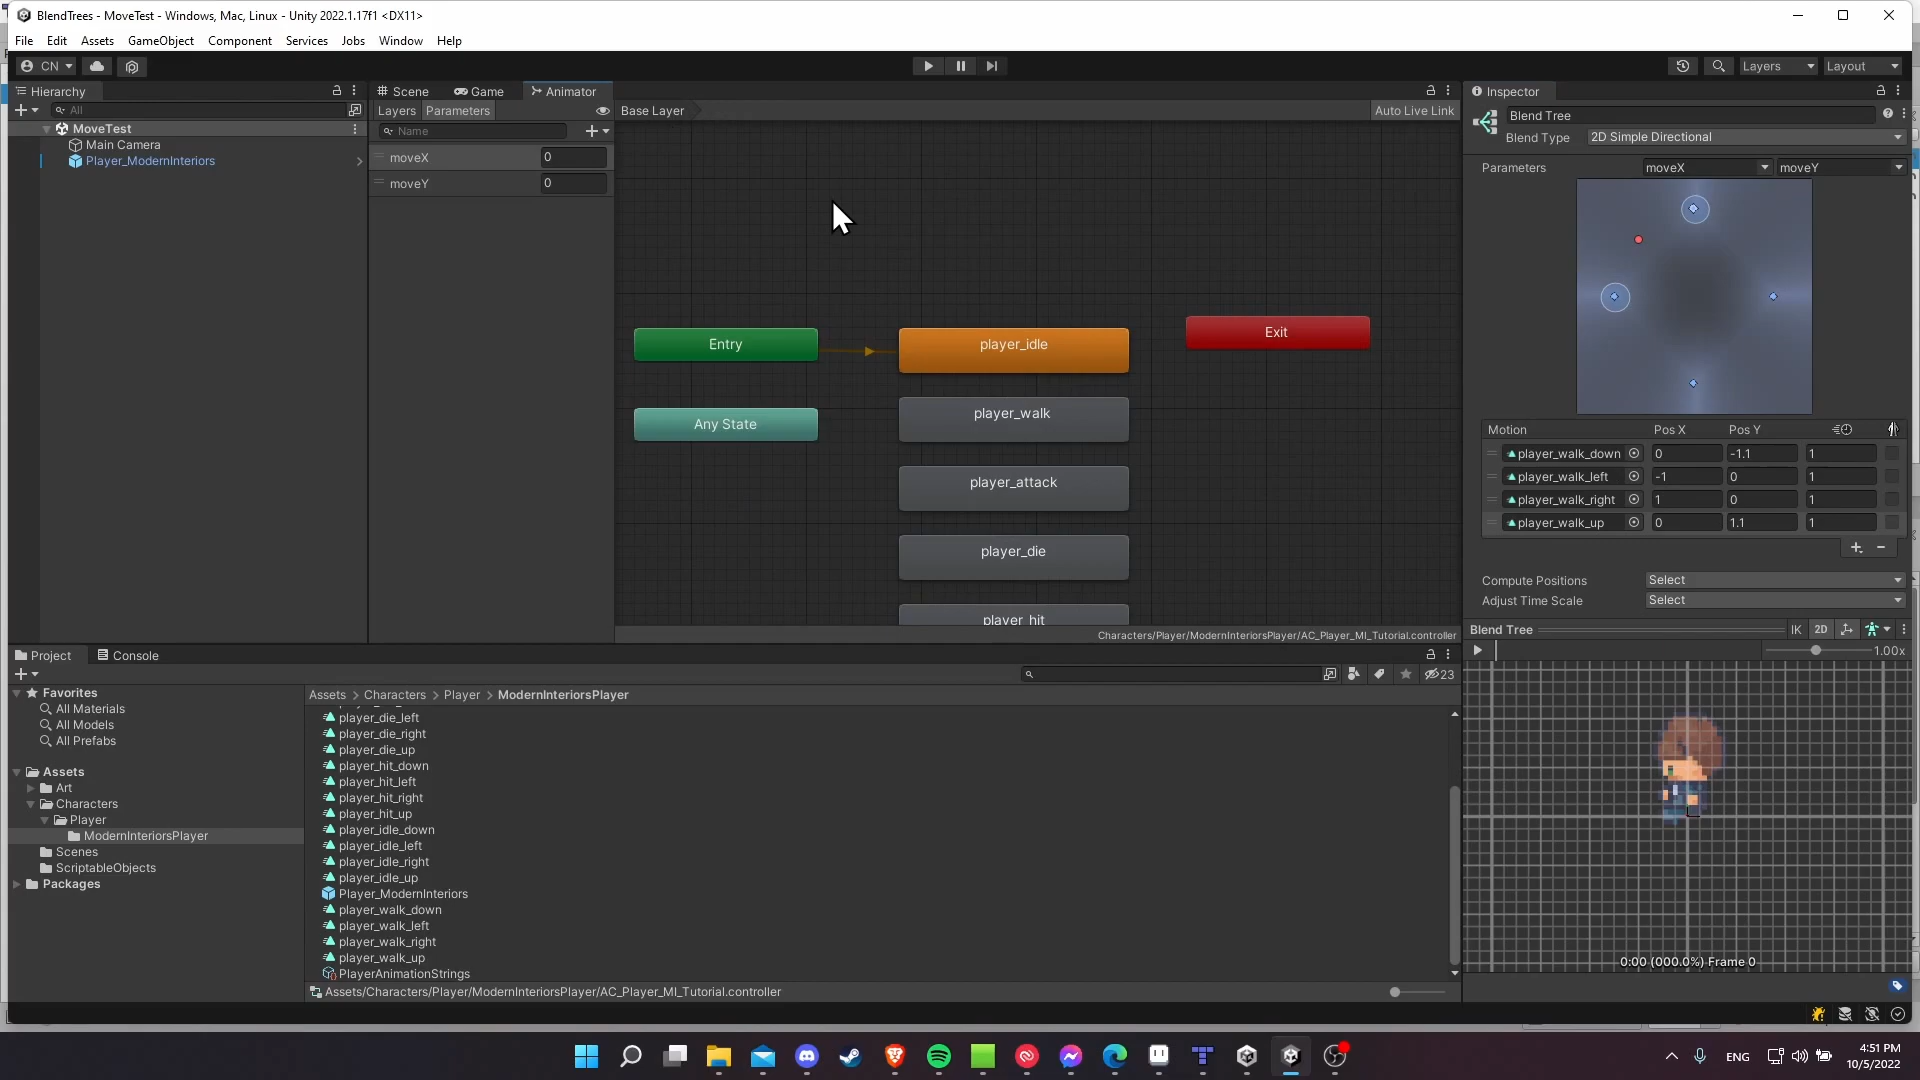 BlendTrees - MoveTest - Windows, Mac, Linux - Unity 2022.1.17f1 <DX11>
File Edit Assets GameObject Component Services Jobs Window Help
CN
Layers Layout
Hierarchy
All
MoveTest
Main Camera
Player_ModernInteriors
Scene Game Animator
Layers Parameters
Base Layer
Auto Live Link
Name
moveX 0
moveY 0
Entry
Any State
player_idle
player_walk
player_attack
player_die
player_hit
Exit
Characters/Player/ModernInteriorsPlayer/AC_Player_MI_Tutorial.controller
Inspector
Blend Tree
Blend Type 2D Simple Directional
Parameters moveX moveY
Motion Pos X Pos Y
player_walk_down 0 -1.1 1
player_walk_left -1 0 1
player_walk_right 1 0 1
player_walk_up 0 1.1 1
Compute Positions Select
Adjust Time Scale Select
Blend Tree IK 2D
1.00x
0:00 (000.0%) Frame 0
Project Console
23
Favorites
All Materials
All Models
All Prefabs
Assets
Art
Characters
Player
ModernInteriorsPlayer
Scenes
ScriptableObjects
Packages
Assets > Characters > Player > ModernInteriorsPlayer
player_die_left
player_die_right
player_die_up
player_hit_down
player_hit_left
player_hit_right
player_hit_up
player_idle_down
player_idle_left
player_idle_right
player_idle_up
Player_ModernInteriors
player_walk_down
player_walk_left
player_walk_right
player_walk_up
PlayerAnimationStrings
Assets/Characters/Player/ModernInteriorsPlayer/AC_Player_MI_Tutorial.controller
ENG
4:51 PM
10/5/2022